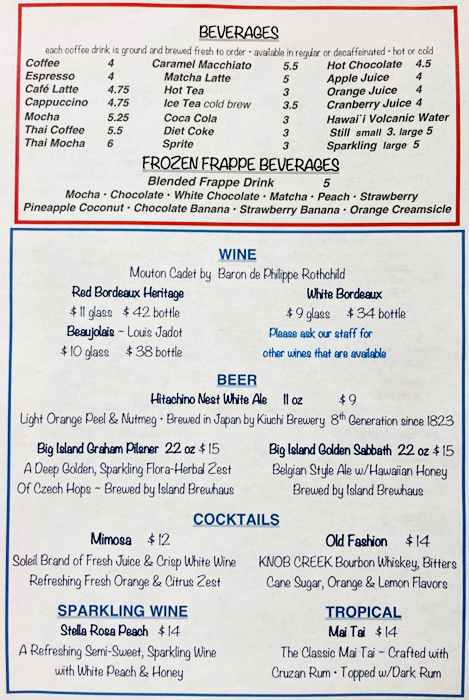 BEVERAGES
each coffee drink is ground and brewed fresh to order • available in regular or decaffeinated • hot or cold
Coffee 4 Caramel Macchiato 5.5 Hot Chocolate 4.5
Espresso 4 Matcha Latte 5 Apple Juice 4
Café Latte 4.75 Hot Tea 3 Orange Juice 4
Cappuccino 4.75 Ice Tea cold brew 3.5 Cranberry Juice 4
Mocha 5.25 Coca Cola 3 Hawai`i Volcanic Water
Thai Coffee 5.5 Diet Coke 3 Still small 3. large 5
Thai Mocha 6 Sprite 3 Sparkling large 5
FROZEN FRAPPE BEVERAGES
Blended Frappe Drink 5
Mocha • Chocolate • White Chocolate • Matcha • Peach • Strawberry
Pineapple Coconut • Chocolate Banana • Strawberry Banana • Orange Creamsicle
WINE
Mouton Cadet by Baron de Philippe Rothchild
Red Bordeaux Heritage White Bordeaux
$ 11 glass $ 42 bottle $ 9 glass $ 34 bottle
Beaujolais ~ Louis Jadot Please ask our staff for
$ 10 glass $ 38 bottle other wines that are available
BEER
Hitachino Nest White Ale 11 oz $ 9
Light Orange Peel & Nutmeg • Brewed in Japan by Kiuchi Brewery 8th Generation since 1823
Big Island Graham Pilsner 22 oz $ 15 Big Island Golden Sabbath 22 oz $ 15
A Deep Golden, Sparkling Flora-Herbal Zest Belgian Style Ale w/Hawaiian Honey
Of Czech Hops ~ Brewed by Island Brewhaus Brewed by Island Brewhaus
COCKTAILS
Mimosa $ 12 Old Fashion $ 14
Soleil Brand of Fresh Juice & Crisp White Wine KNOB CREEK Bourbon Whiskey, Bitters
Refreshing Fresh Orange & Citrus Zest Cane Sugar, Orange & Lemon Flavors
SPARKLING WINE TROPICAL
Stella Rosa Peach $ 14 Mai Tai $ 14
A Refreshing Semi-Sweet, Sparkling Wine The Classic Mai Tai ~ Crafted with
with White Peach & Honey Cruzan Rum • Topped w/Dark Rum